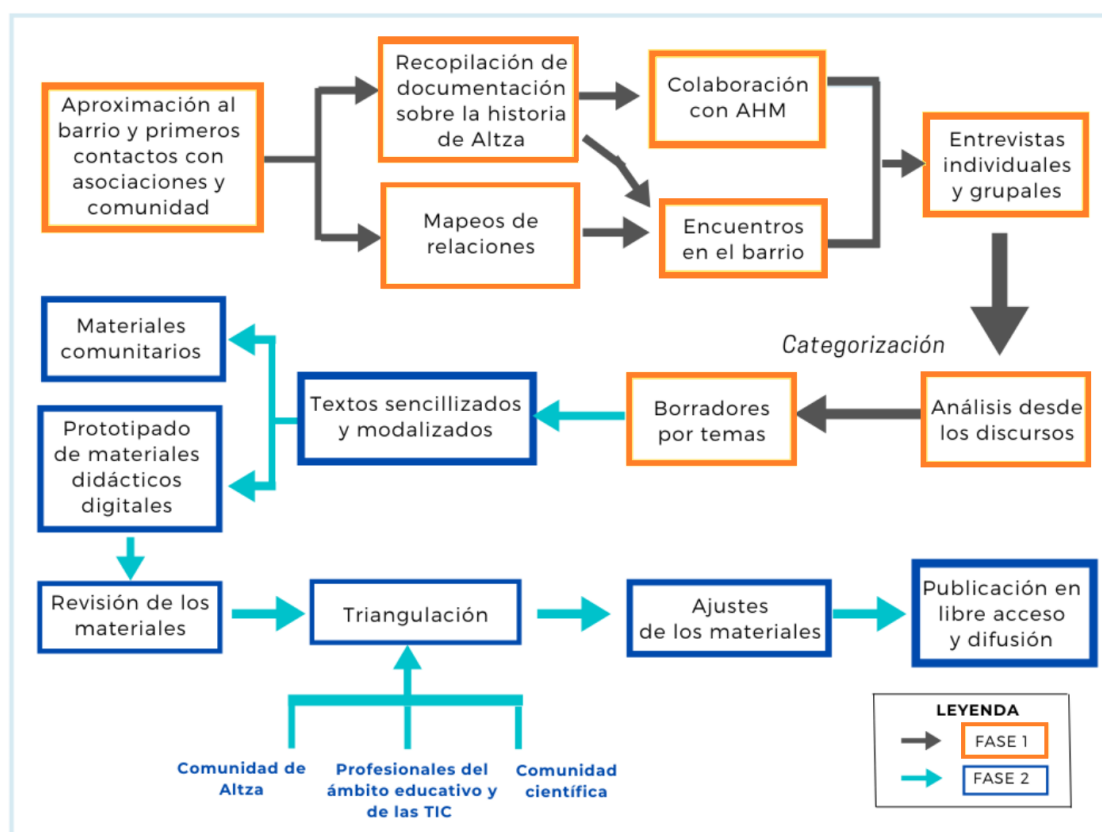 Aproximación al
barrio y primeros
contactos con
asociaciones y
comunidad
Recopilación de
documentación
sobre la historia
de Altza
Mapeos de
relaciones
Colaboración
con AHM
Encuentros
en el barrio
Entrevistas
individuales
y grupales
Categorización
Análisis desde
los discursos
Borradores
por temas
Textos sencillizados
y modalizados
Materiales
comunitarios
Prototipado
de materiales
didácticos
digitales
Revisión de los
materiales
Triangulación
Comunidad de
Altza
Profesionales del
ámbito educativo y
de las TIC
Comunidad
científica
Ajustes
de los materiales
Publicación en
libre acceso
y difusión
LEYENDA
FASE 1
FASE 2